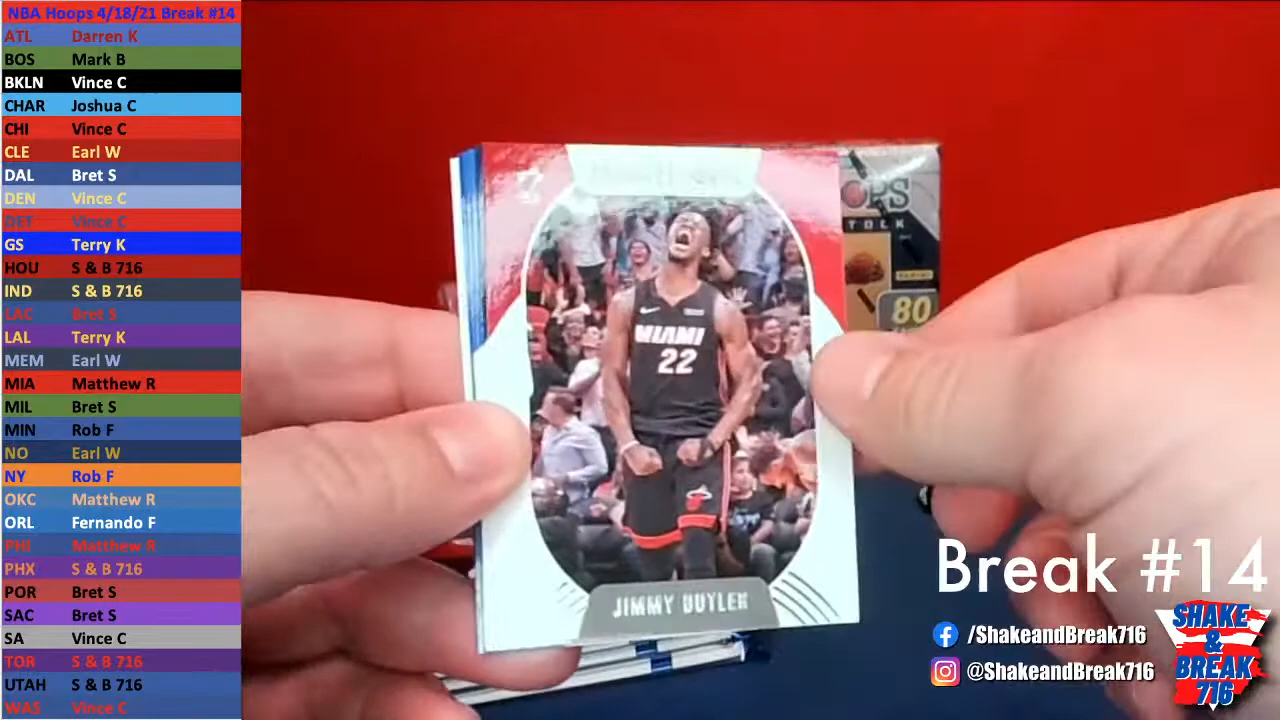 NBA Hoops 4/18/21 Break #14
ATL Darren K
BOS Mark B
BKLN Vince C
CHAR Joshua C
CHI Vince C
CLE Earl W
DAL Bret S
DEN Vince C
DET Vince C
GS Terry K
HOU S & B 716
IND S & B 716
LAC Bret S
LAL Terry K
MEM Earl W
MIA Matthew R
MIL Bret S
MIN Rob F
NO Earl W
NY Rob F
OKC Matthew R
ORL Fernando F
PHI Matthew R
PHX S & B 716
POR Bret S
SAC Bret S
SA Vince C
TOR S & B 716
UTAH S & B 716
WAS Vince C
MIAMI
22
JIMMY BUTLER
OPS
80
Break #14
/ShakeandBreak716
@ShakeandBreak716
SHAKE
&
BREAK
716